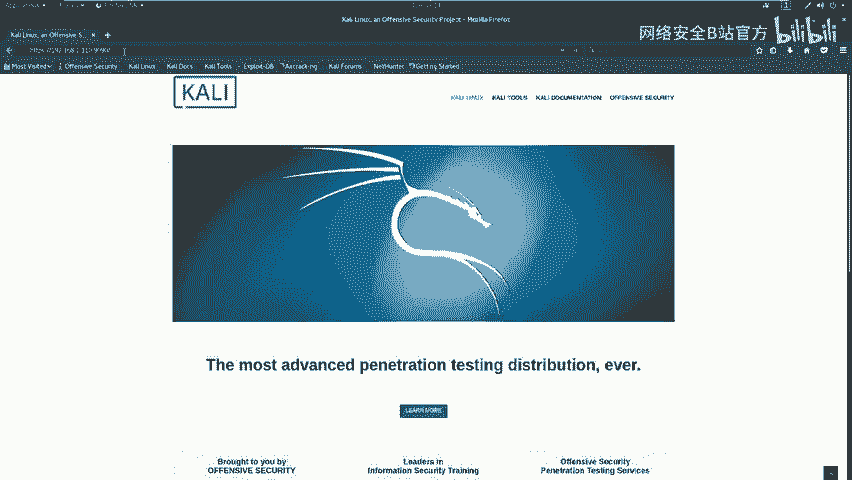 Kali Linux, an Offensive Security Project - Mozilla Firefox
网络安全B站官方 bilibili
Kali Linux, an Offensive S...
Most Visited Offensive Security Kali Linux Kali Docs Kali Tools Exploit-DB Aircrack-ng Kali Forums NetHunter Getting Started
KALI
KALI LINUX KALI TOOLS KALI DOCUMENTATION OFFENSIVE SECURITY
The most advanced penetration testing distribution, ever.
LEARN MORE
Brought to you by
OFFENSIVE SECURITY
Leaders in
Information Security Training
Offensive Security
Penetration Testing Services